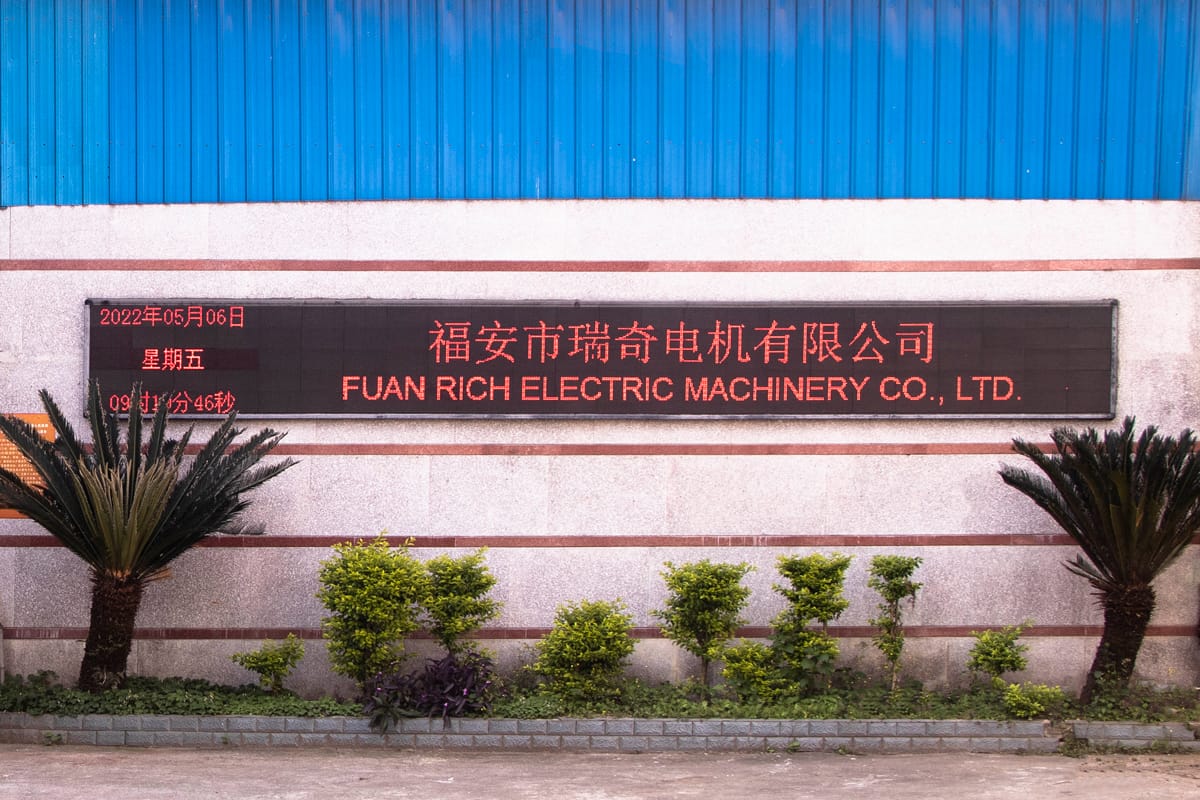 2022年05月06日
星期五
分46秒
福安市瑞奇电机有限公司
FUAN RICH ELECTRIC MACHINERY CO., LTD.